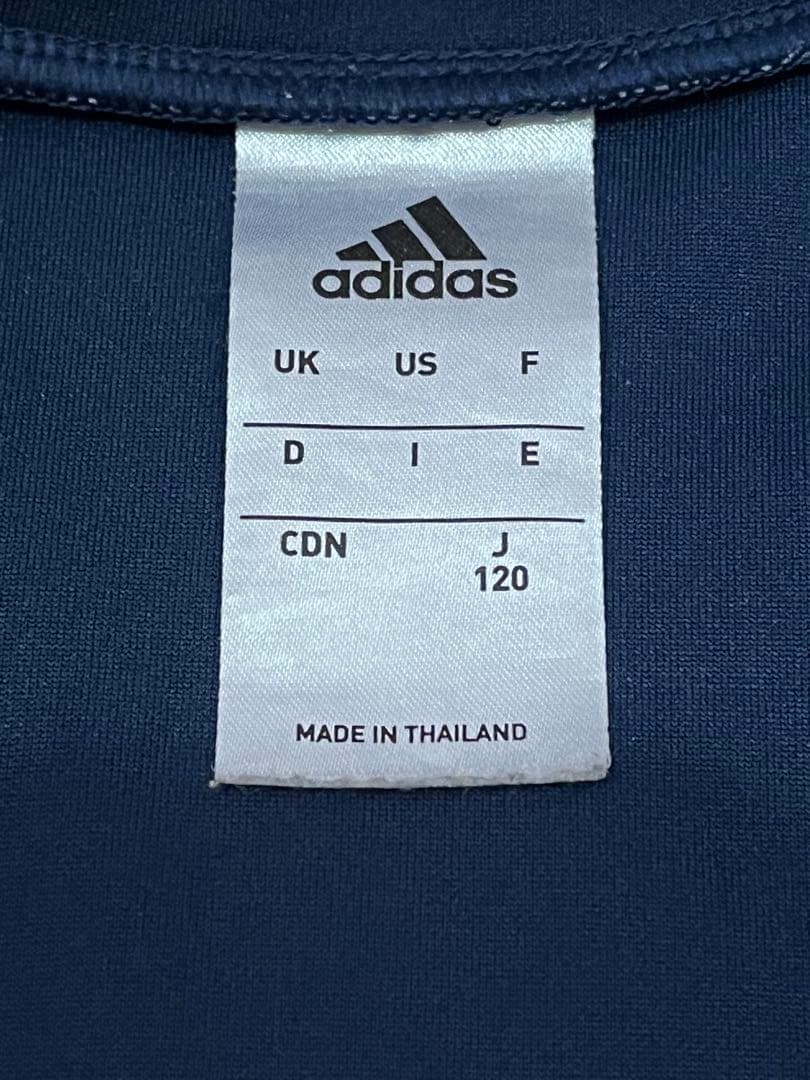 adidas
UK US F
D I E
CDN J
120
MADE IN THAILAND